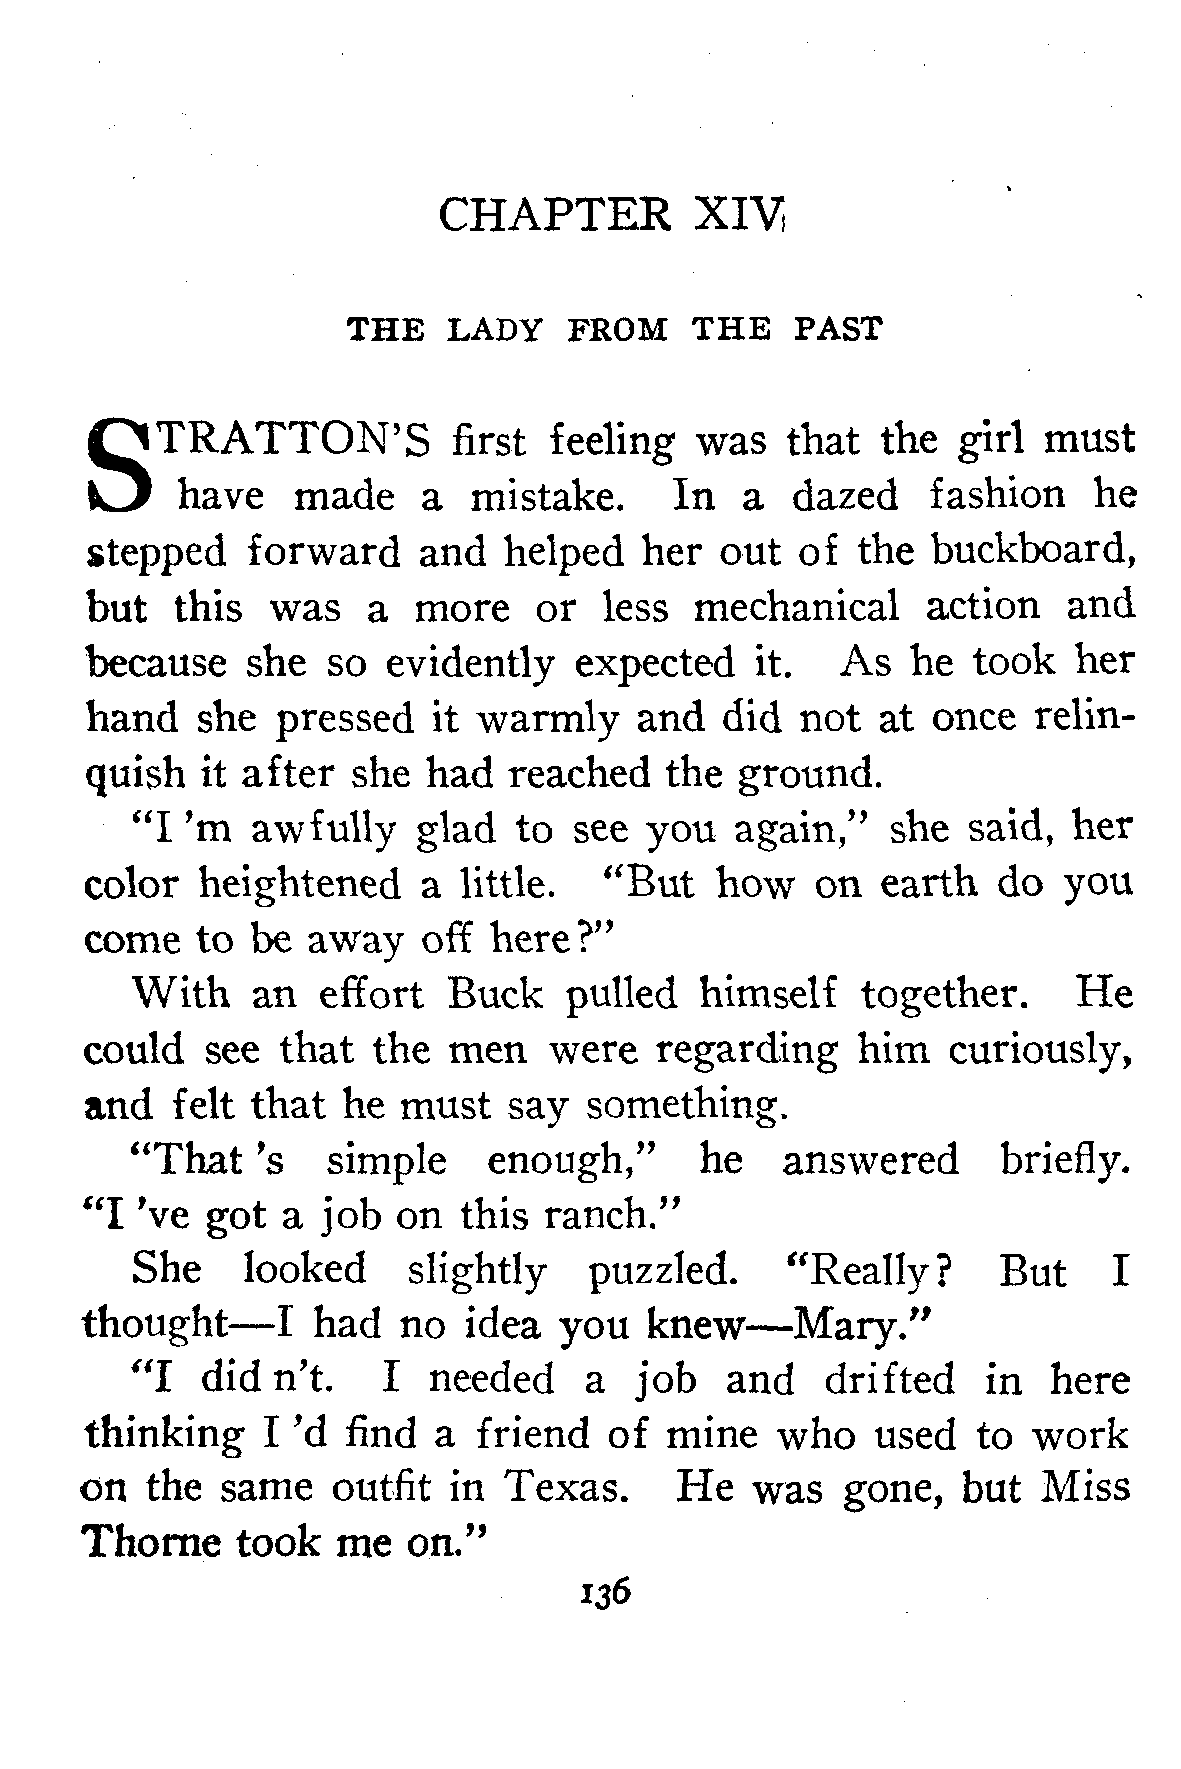 CHAPTER XIV
THE LADY FROM THE PAST
STRATTON'S first feeling was that the girl must
have made a mistake. In a dazed fashion he
stepped forward and helped her out of the buckboard,
but this was a more or less mechanical action and
because she so evidently expected it. As he took her
hand she pressed it warmly and did not at once relin-
quish it after she had reached the ground.
“I 'm awfully glad to see you again,” she said, her
color heightened a little. “But how on earth do you
come to be away off here?”
With an effort Buck pulled himself together. He
could see that the men were regarding him curiously,
and felt that he must say something.
“That 's simple enough,” he answered briefly.
“I 've got a job on this ranch.”
She looked slightly puzzled. “Really? But I
thought—I had no idea you knew—Mary.”
“I did n't. I needed a job and drifted in here
thinking I 'd find a friend of mine who used to work
on the same outfit in Texas. He was gone, but Miss
Thorne took me on.”
136